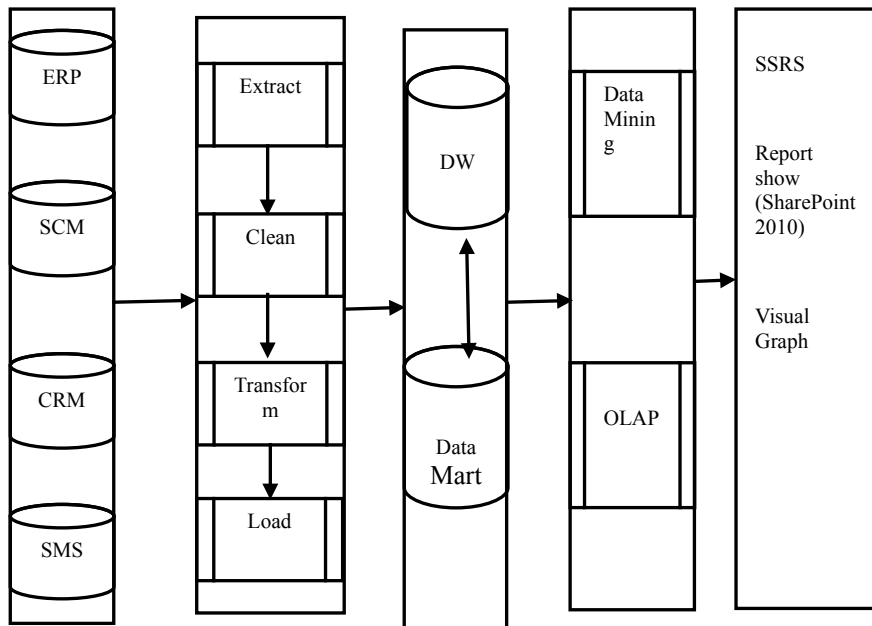 ERP
SCM
CRM
SMS
Extract
Clean
Transfor
m
Load
DW
Data
Mart
Data
Minin
g
OLAP
SSRS
Report
show
(SharePoint
2010)
Visual
Graph